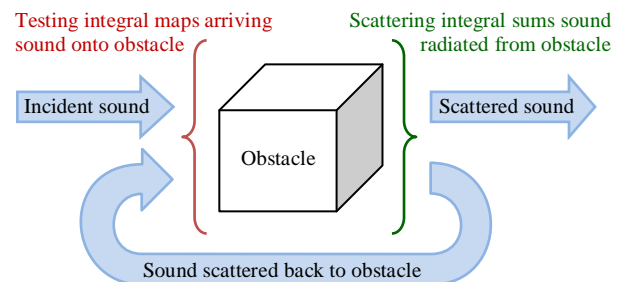 Testing integral maps arriving
sound onto obstacle
Scattering integral sums sound
radiated from obstacle
Incident sound
Obstacle
Scattered sound
Sound scattered back to obstacle